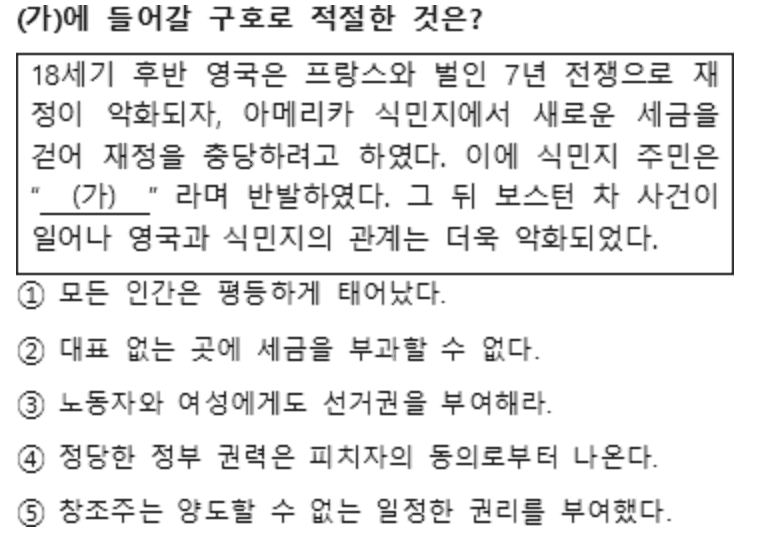 (가)에 들어갈 구호로 적절한 것은?
18세기 후반 영국은 프랑스와 벌인 7년 전쟁으로 재
정이 악화되자, 아메리카 식민지에서 새로운 세금을
걷어 재정을 충당하려고 하였다. 이에 식민지 주민은
“ (가) ” 라며 반발하였다. 그 뒤 보스턴 차 사건이
일어나 영국과 식민지의 관계는 더욱 악화되었다.
① 모든 인간은 평등하게 태어났다.
② 대표 없는 곳에 세금을 부과할 수 없다.
③ 노동자와 여성에게도 선거권을 부여해라.
④ 정당한 정부 권력은 피치자의 동의로부터 나온다.
⑤ 창조주는 양도할 수 없는 일정한 권리를 부여했다.